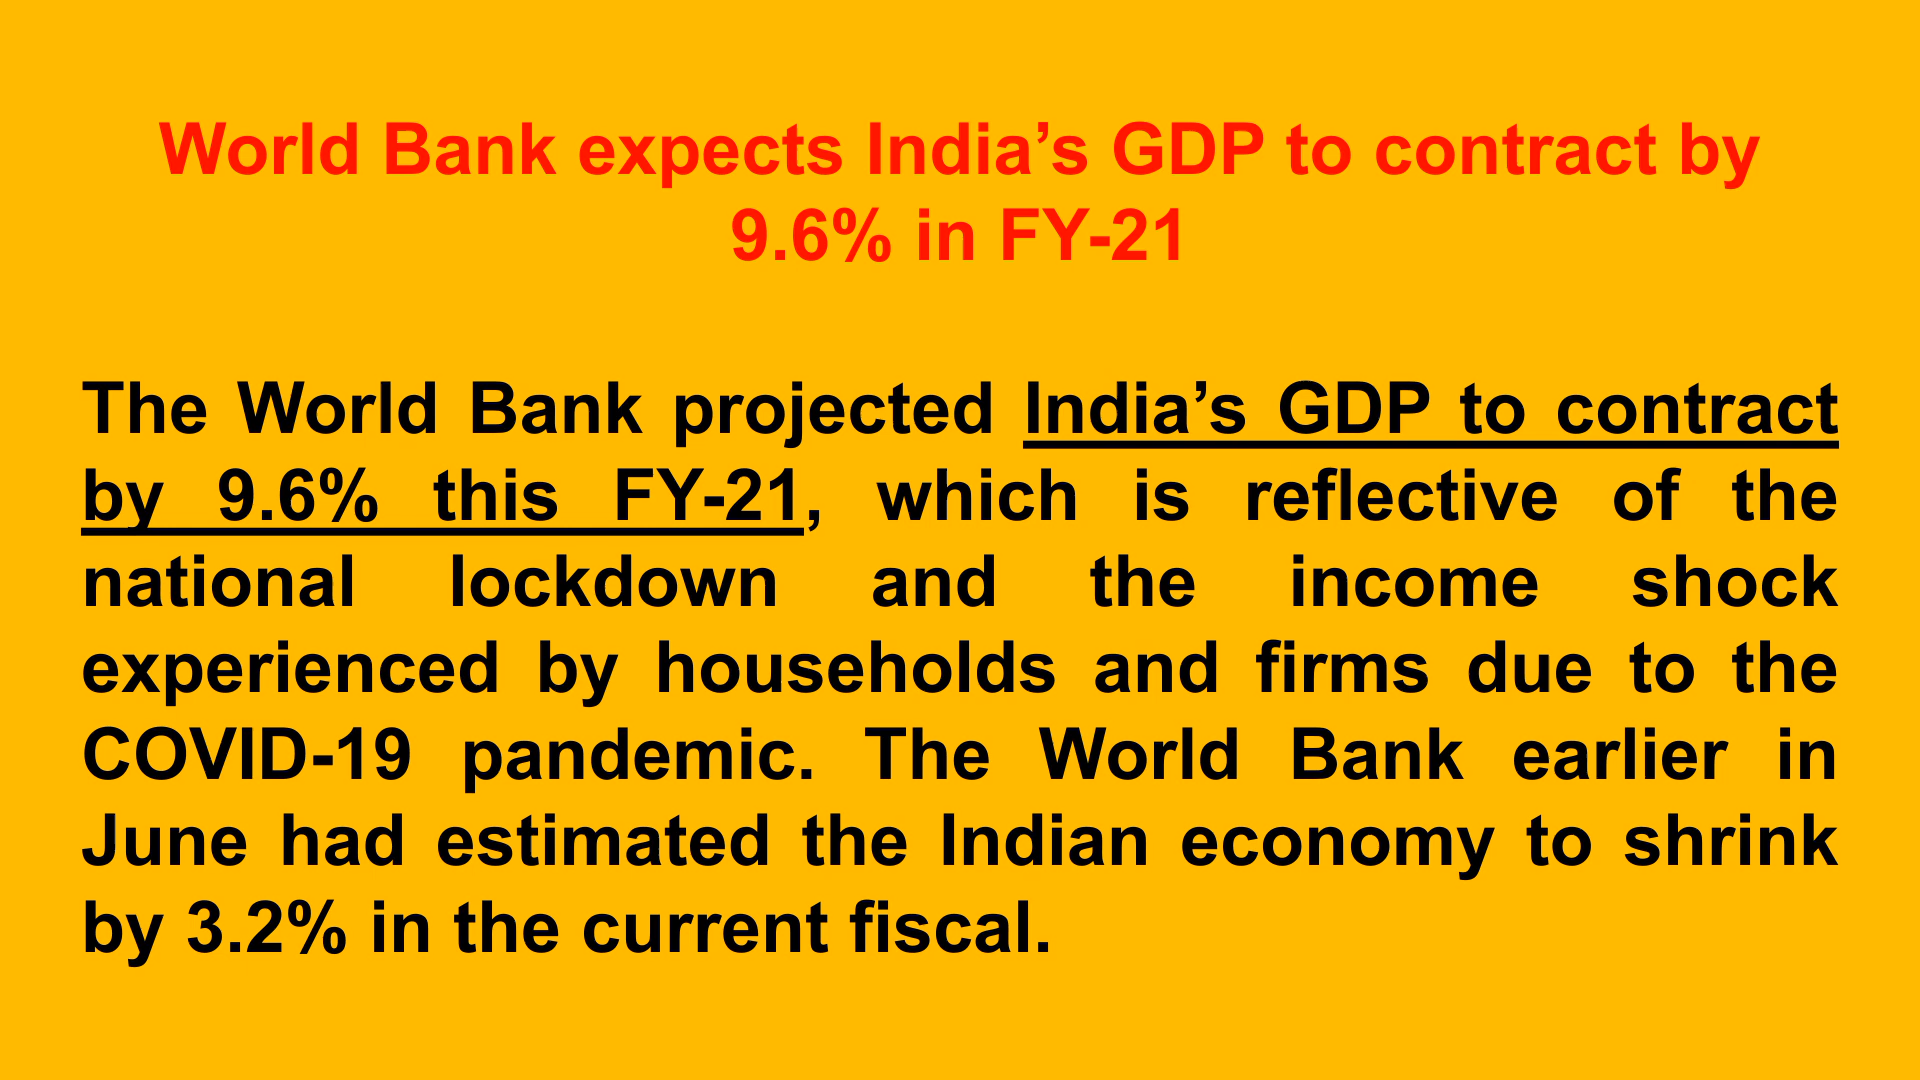 World Bank expects India’s GDP to contract by
9.6% in FY-21
The World Bank projected India’s GDP to contract
by 9.6% this FY-21, which is reflective of the
national lockdown and the income shock
experienced by households and firms due to the
COVID-19 pandemic. The World Bank earlier in
June had estimated the Indian economy to shrink
by 3.2% in the current fiscal.